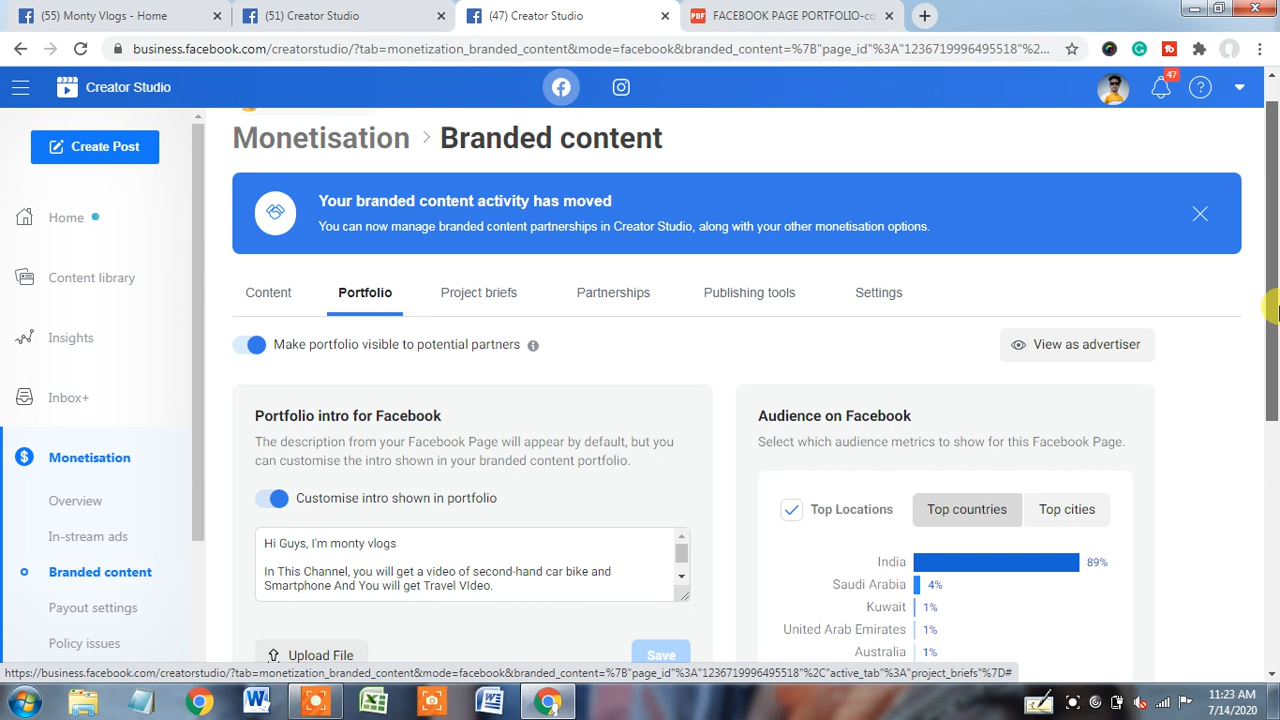 (55) Monty Vlogs - Home
(51) Creator Studio
(47) Creator Studio
FACEBOOK PAGE PORTFOLIO-co
business.facebook.com/creatorstudio/?tab=monetization_branded_content&mode=facebook&branded_content=%7B"page_id"%3A"1236719996495518"%2...
Creator Studio
47
Create Post
Home
Content library
Insights
Inbox+
Monetisation
Overview
In-stream ads
Branded content
Payout settings
Policy issues
Monetisation > Branded content
Your branded content activity has moved
You can now manage branded content partnerships in Creator Studio, along with your other monetisation options.
Content Portfolio Project briefs Partnerships Publishing tools Settings
Make portfolio visible to potential partners
View as advertiser
Portfolio intro for Facebook
The description from your Facebook Page will appear by default, but you
can customise the intro shown in your branded content portfolio.
Customise intro shown in portfolio
Hi Guys, I'm monty vlogs
In This Channel, you will get a video of second-hand car bike and
Smartphone And You will get Travel VIdeo.
Upload File
Save
Audience on Facebook
Select which audience metrics to show for this Facebook Page.
Top Locations Top countries Top cities
India 89%
Saudi Arabia 4%
Kuwait 1%
United Arab Emirates 1%
Australia 1%
https://business.facebook.com/creatorstudio/?tab=monetization_branded_content&mode=facebook&branded_content=%7B"page_id"%3A"1236719996495518"%2C"active_tab"%3A"project_briefs"%7D#
11:23 AM
7/14/2020